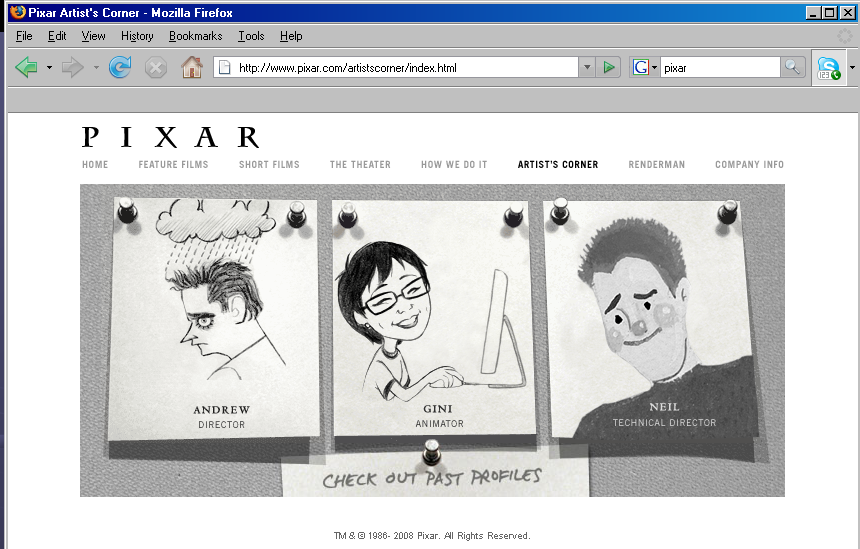 Pixar Artist's Corner - Mozilla Firefox
File Edit View History Bookmarks Tools Help
http://www.pixar.com/artistscorner/index.html G pixar 123
PIXAR
HOME FEATURE FILMS SHORT FILMS THE THEATER HOW WE DO IT ARTIST'S CORNER RENDERMAN COMPANY INFO
ANDREW
DIRECTOR
GINI
ANIMATOR
NEIL
TECHNICAL DIRECTOR
CHECK OUT PAST PROFILES
TM & © 1986- 2008 Pixar. All Rights Reserved.